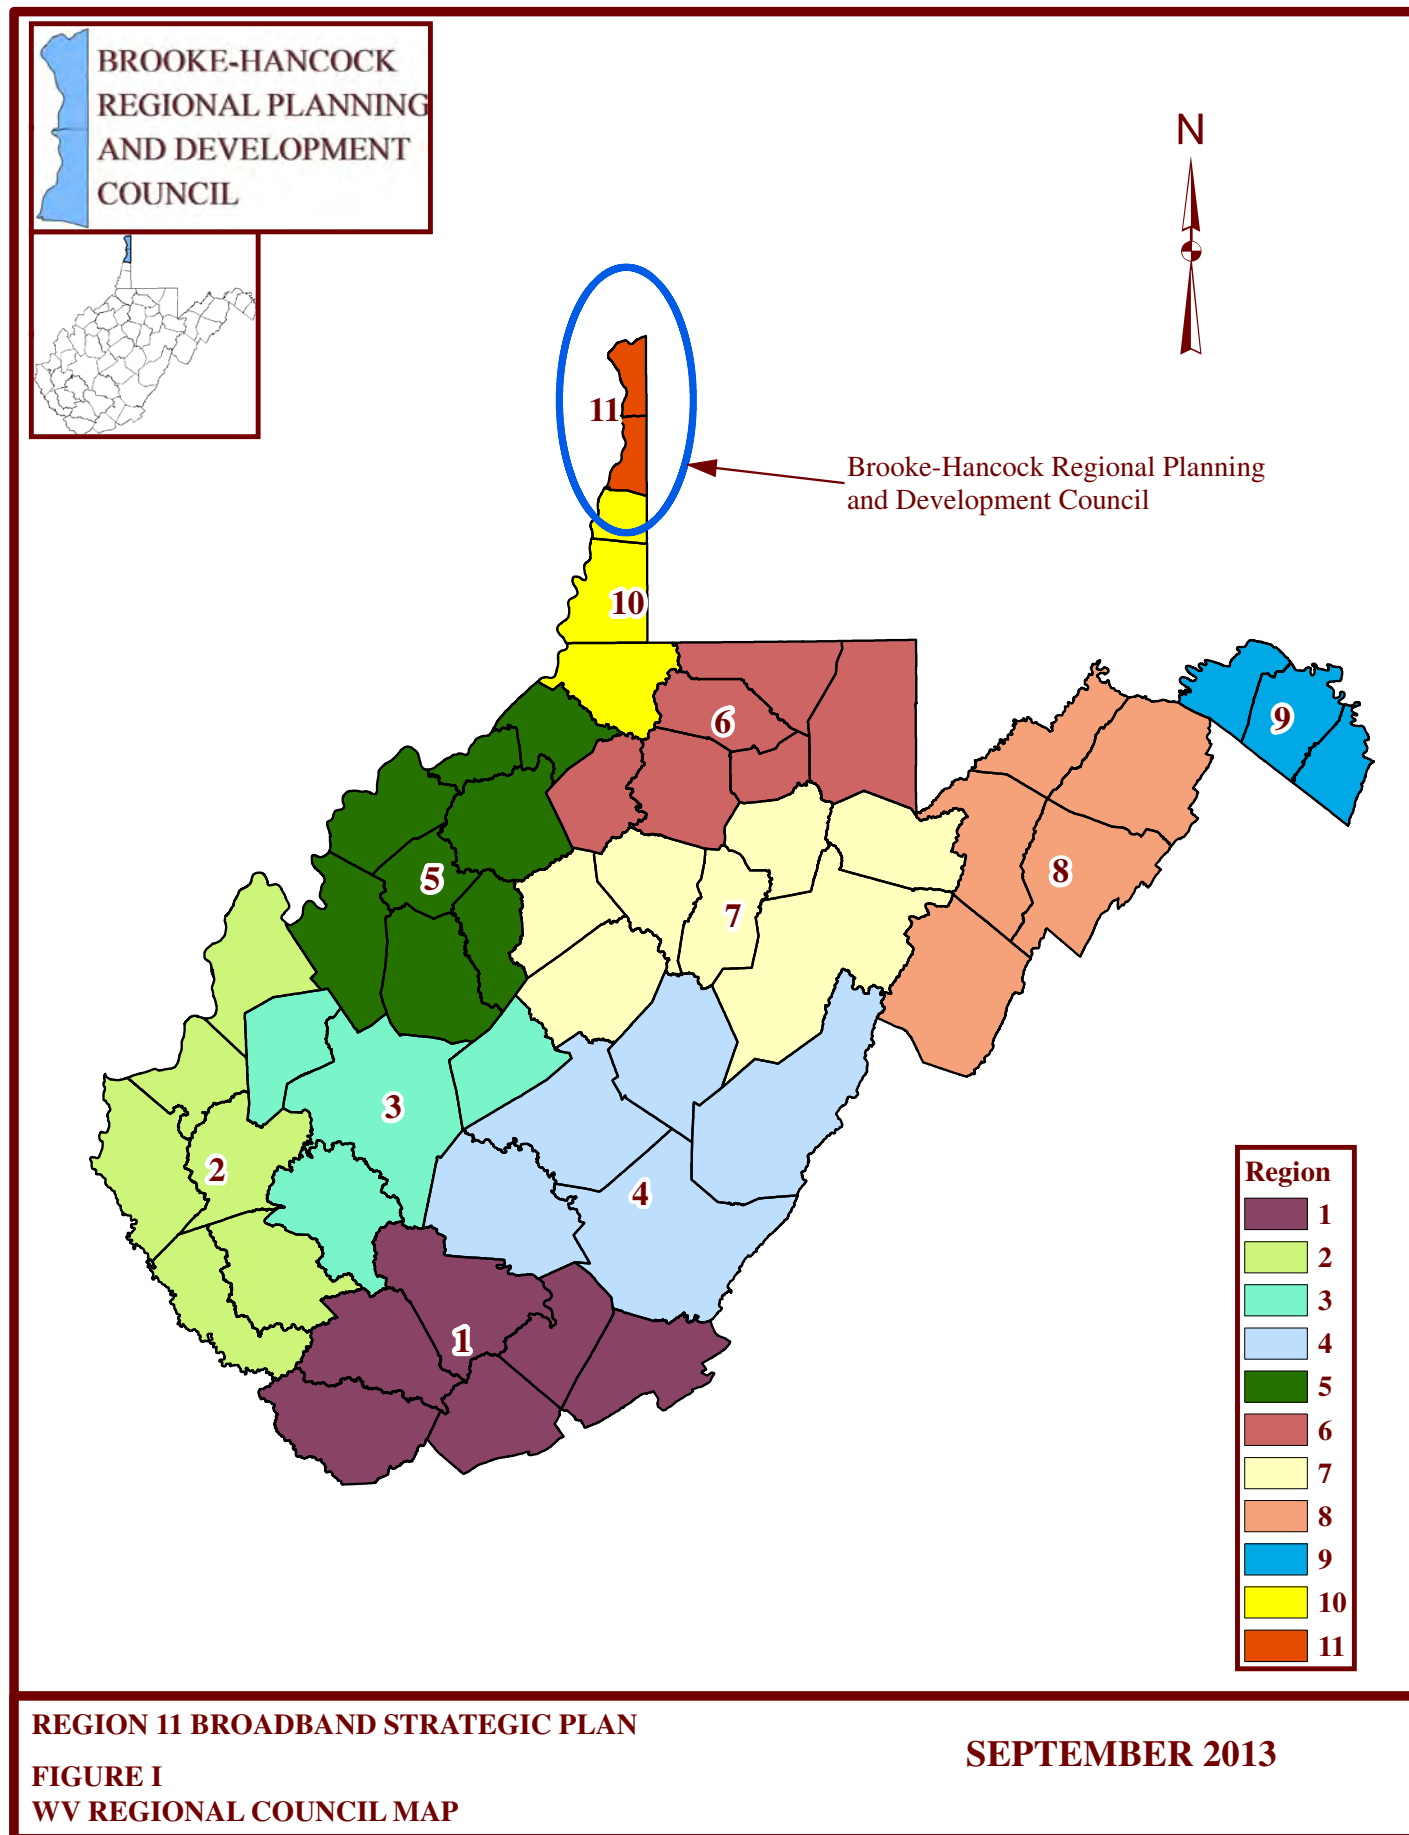 BROOKE-HANCOCK
REGIONAL PLANNING
AND DEVELOPMENT
COUNCIL
N
11
Brooke-Hancock Regional Planning
and Development Council
10
6
9
8
5
7
3
2
4
1
Region
1
2
3
4
5
6
7
8
9
10
11
REGION 11 BROADBAND STRATEGIC PLAN
SEPTEMBER 2013
FIGURE I
WV REGIONAL COUNCIL MAP